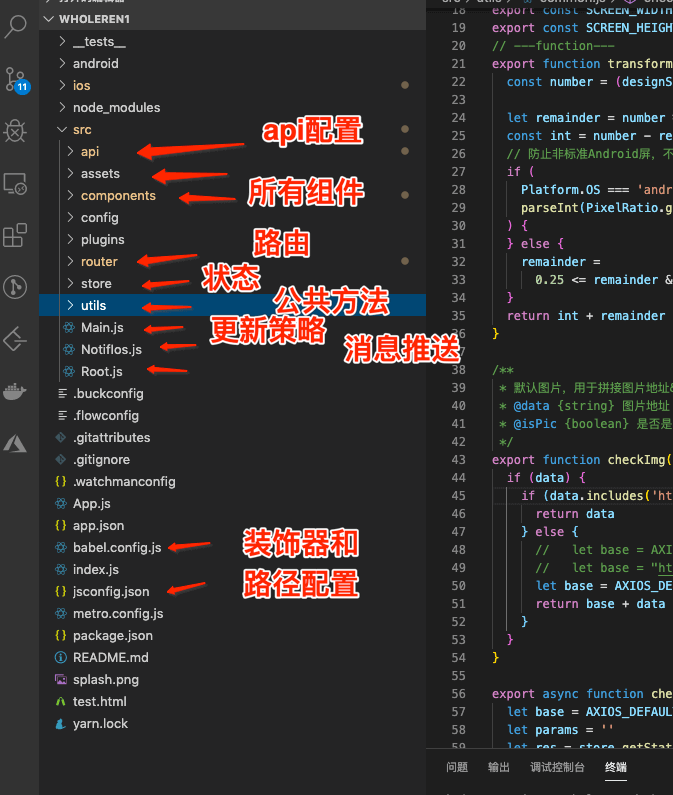 WHOLEREN1
__tests__
android
ios
node_modules
src
api
api配置
assets
components
所有组件
config
plugins
router
路由
store
状态
utils
公共方法
Main.js
更新策略
Notiflos.js
消息推送
Root.js
.buckconfig
.flowconfig
.gitattributes
.gitignore
.watchmanconfig
App.js
app.json
babel.config.js
装饰器和
index.js
jsconfig.json
路径配置
metro.config.js
package.json
README.md
splash.png
test.html
yarn.lock
11
18 export const SCREEN_WIDTH
19 export const SCREEN_HEIGH
20 // ---function---
21 export function transform
22 const number = (designS
23
24 let remainder = number
25 const int = number - re
26 // 防止非标准Android屏，不
27 if (
28 Platform.OS === 'andr
29 parseInt(PixelRatio.g
30 ) {
31 } else {
32 remainder =
33 0.25 <= remainder &
34 }
35 return int + remainder
36 }
37
38 /**
39 * 默认图片，用于拼接图片地址&
40 * @data {string} 图片地址
41 * @isPic {boolean} 是否是
42 */
43 export function checkImg(
44 if (data) {
45 if (data.includes('ht
46 return data
47 } else {
48 // let base = AXI
49 // let base = "ht
50 let base = AXIOS_DE
51 return base + data
52 }
53 }
54 }
55
56 export async function che
57 let base = AXIOS_DEFAUL
58 let params = ''
59 let res = store.getStat
问题 输出 调试控制台 终端